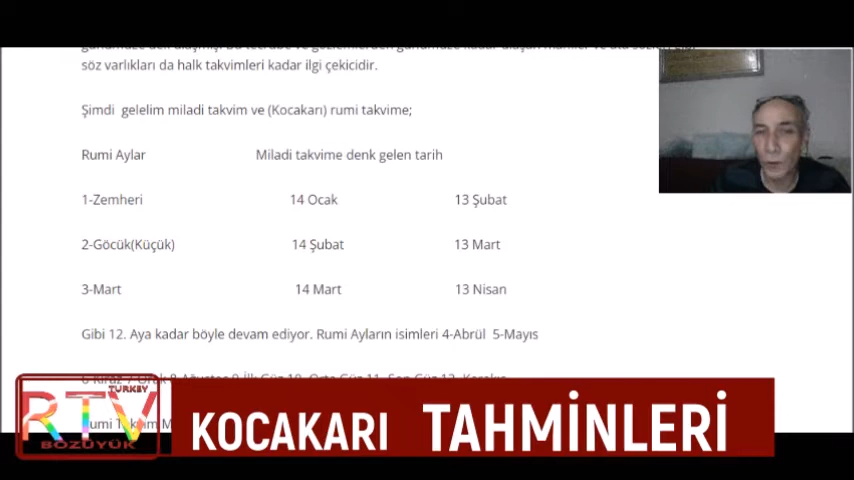 söz varlıkları da halk takvimleri kadar ilgi çekicidir.
Şimdi gelelim miladi takvim ve (Kocakarı) rumi takvime;
Rumi Aylar Miladi takvime denk gelen tarih
1-Zemheri 14 Ocak 13 Şubat
2-Göcük(Küçük) 14 Şubat 13 Mart
3-Mart 14 Mart 13 Nisan
Gibi 12. Aya kadar böyle devam ediyor. Rumi Ayların isimleri 4-Abrül 5-Mayıs
TURKEY
RTV
BOZÜYÜK
KOCAKARI TAHMİNLERİ